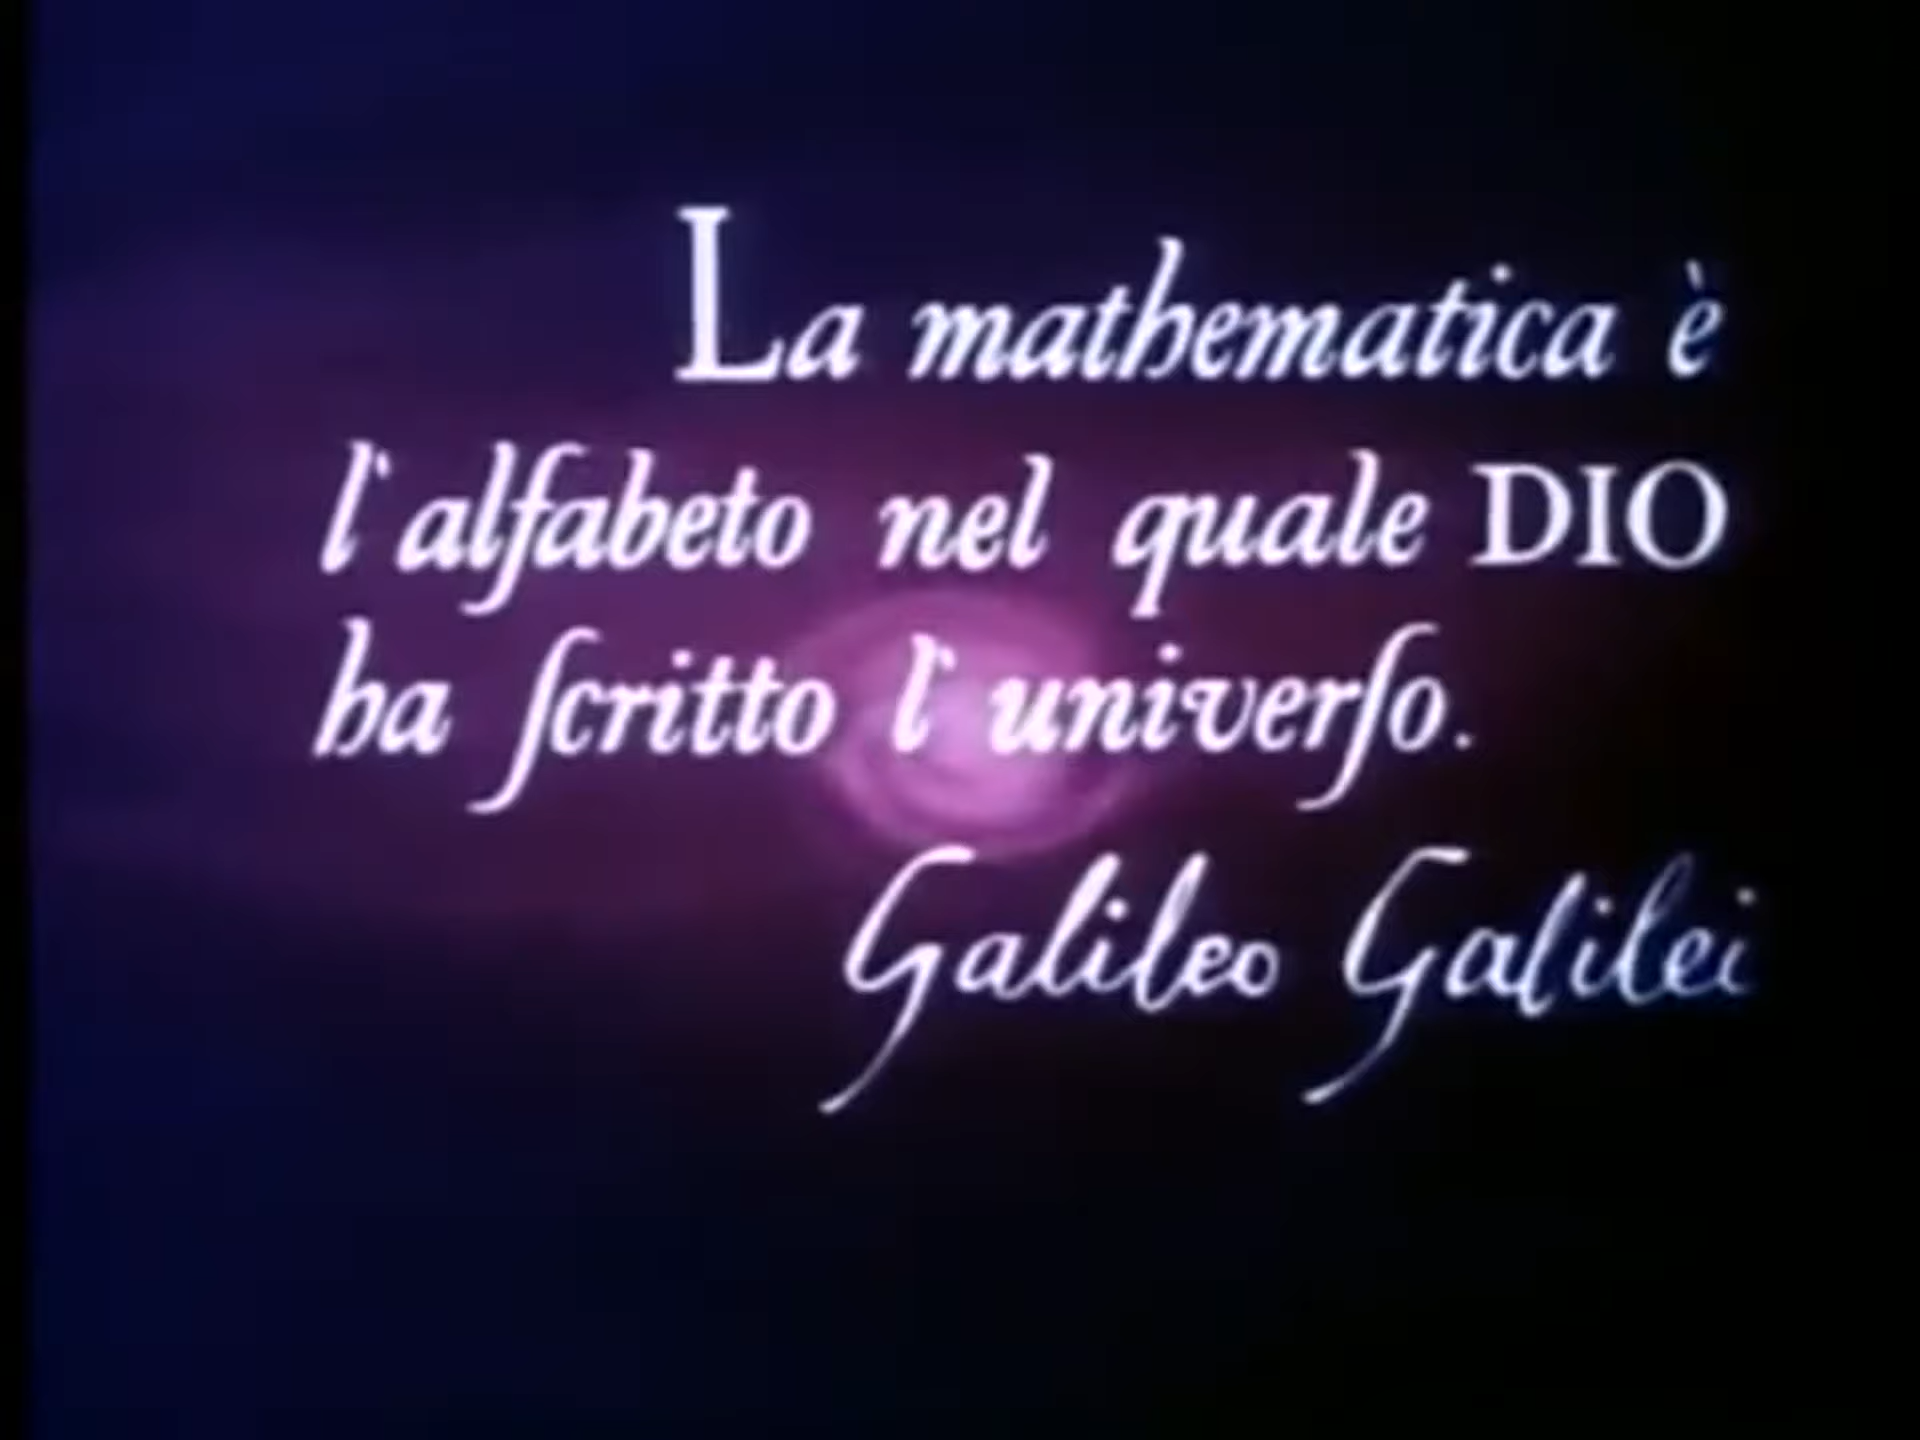 La mathematica è
l'alfabeto nel quale DIO
ha ſcritto l'univerſo.
Galileo Galilei